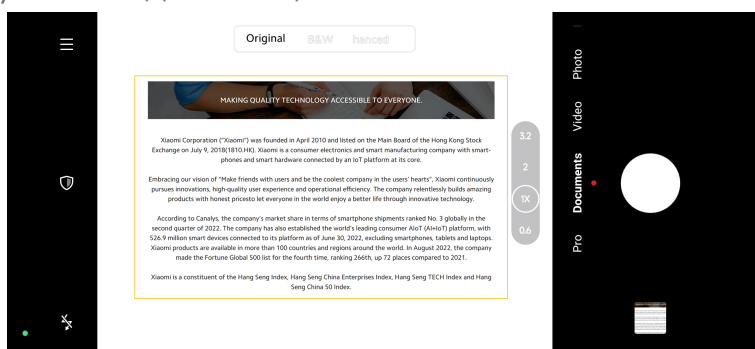 Original B&W hanced
MAKING QUALITY TECHNOLOGY ACCESSIBLE TO EVERYONE.
Xiaomi Corporation ("Xiaomi") was founded in April 2010 and listed on the Main Board of the Hong Kong Stock
Exchange on July 9, 2018(1810.HK). Xiaomi is a consumer electronics and smart manufacturing company with smart-
phones and smart hardware connected by an IoT platform at its core.
Embracing our vision of "Make friends with users and be the coolest company in the users' hearts", Xiaomi continuously
pursues innovations, high-quality user experience and operational efficiency. The company relentlessly builds amazing
products with honest pricesto let everyone in the world enjoy a better life through innovative technology.
According to Canalys, the company's market share in terms of smartphone shipments ranked No. 3 globally in the
second quarter of 2022. The company has also established the world's leading consumer AIoT (AI+IoT) platform, with
526.9 million smart devices connected to its platform as of June 30, 2022, excluding smartphones, tablets and laptops.
Xiaomi products are available in more than 100 countries and regions around the world. In August 2022, the company
made the Fortune Global 500 list for the fourth time, ranking 266th, up 72 places compared to 2021.
Xiaomi is a constituent of the Hang Seng Index, Hang Seng China Enterprises Index, Hang Seng TECH Index and Hang
Seng China 50 Index.
3.2
2
1X
0.6
Photo
Video
Documents
Pro